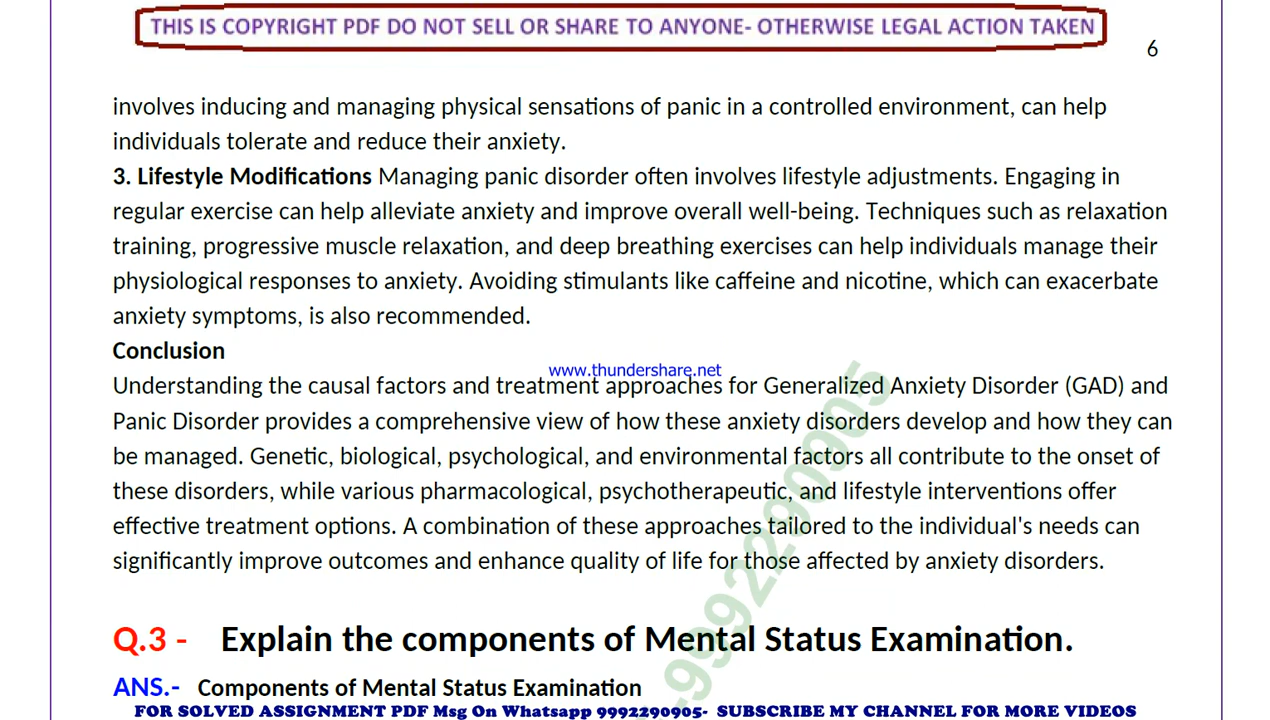 THIS IS COPYRIGHT PDF DO NOT SELL OR SHARE TO ANYONE- OTHERWISE LEGAL ACTION TAKEN
6
involves inducing and managing physical sensations of panic in a controlled environment, can help
individuals tolerate and reduce their anxiety.
3. Lifestyle Modifications Managing panic disorder often involves lifestyle adjustments. Engaging in
regular exercise can help alleviate anxiety and improve overall well-being. Techniques such as relaxation
training, progressive muscle relaxation, and deep breathing exercises can help individuals manage their
physiological responses to anxiety. Avoiding stimulants like caffeine and nicotine, which can exacerbate
anxiety symptoms, is also recommended.
Conclusion
www.thundershare.net
Understanding the causal factors and treatment approaches for Generalized Anxiety Disorder (GAD) and
Panic Disorder provides a comprehensive view of how these anxiety disorders develop and how they can
be managed. Genetic, biological, psychological, and environmental factors all contribute to the onset of
these disorders, while various pharmacological, psychotherapeutic, and lifestyle interventions offer
effective treatment options. A combination of these approaches tailored to the individual's needs can
significantly improve outcomes and enhance quality of life for those affected by anxiety disorders.
-9992290905
Q.3 - Explain the components of Mental Status Examination.
ANS.- Components of Mental Status Examination
FOR SOLVED ASSIGNMENT PDF Msg On Whatsapp 9992290905- SUBSCRIBE MY CHANNEL FOR MORE VIDEOS